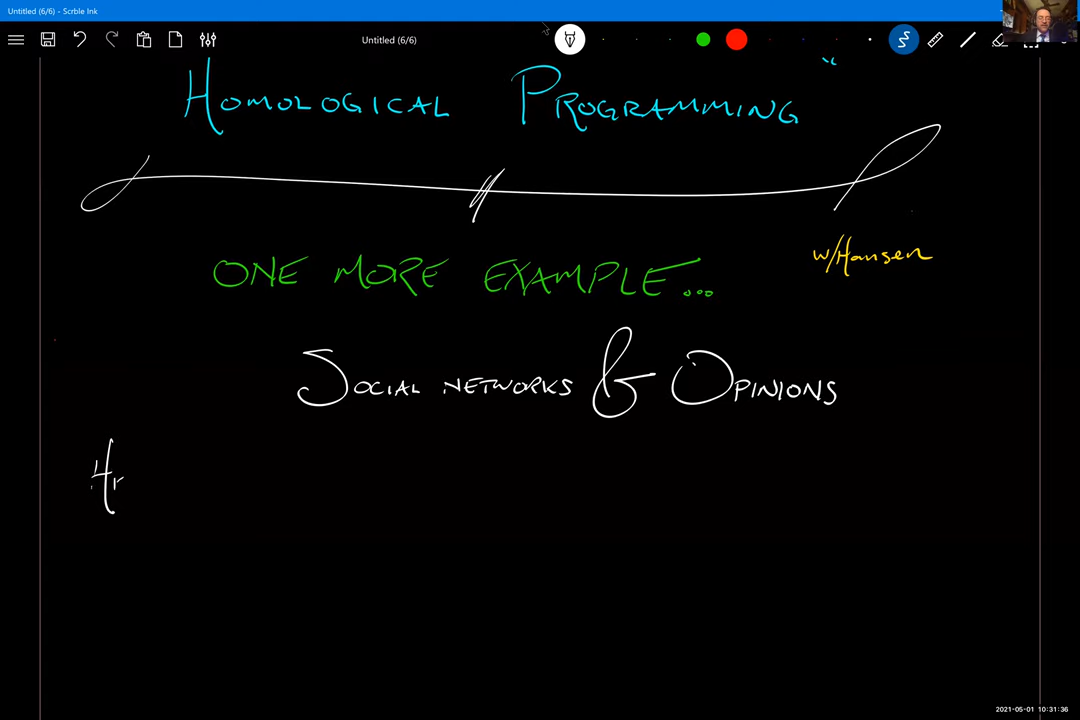 Untitled (6/6) - Scrble Ink
Untitled (6/6)
HOMOLOGICAL PROGRAMMING
w/Hansen
ONE MORE EXAMPLE...
SOCIAL NETWORKS & OPINIONS
2021-05-01 10:31:36